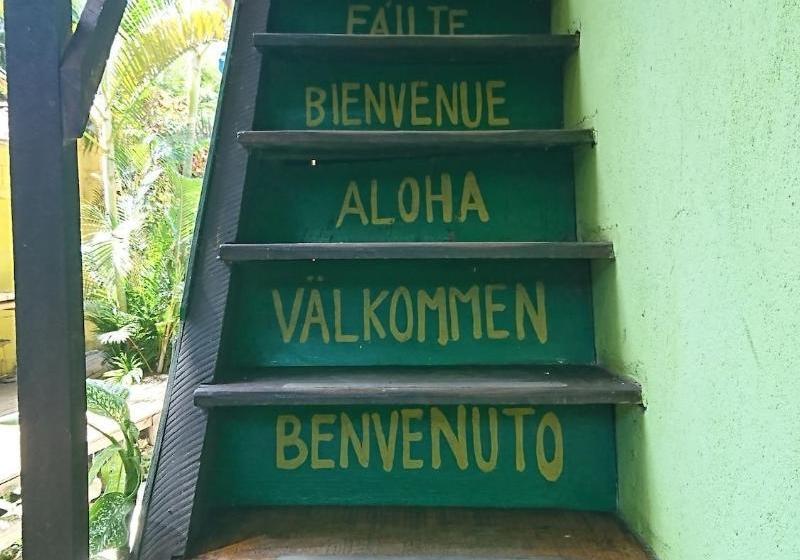 FÁILTE
BIENVENUE
ALOHA
VÄLKOMMEN
BENVENUTO